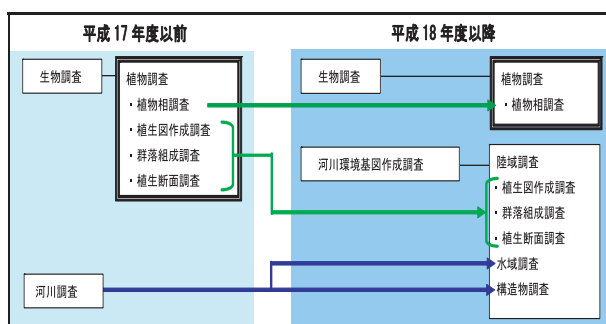 平成 17 年度以前
生物調査
植物調査
・植物相調査
・植生図作成調査
・群落組成調査
・植生断面調査
河川調査
平成 18 年度以降
生物調査
植物調査
・植物相調査
河川環境基図作成調査
陸域調査
・植生図作成調査
・群落組成調査
・植生断面調査
水域調査
構造物調査